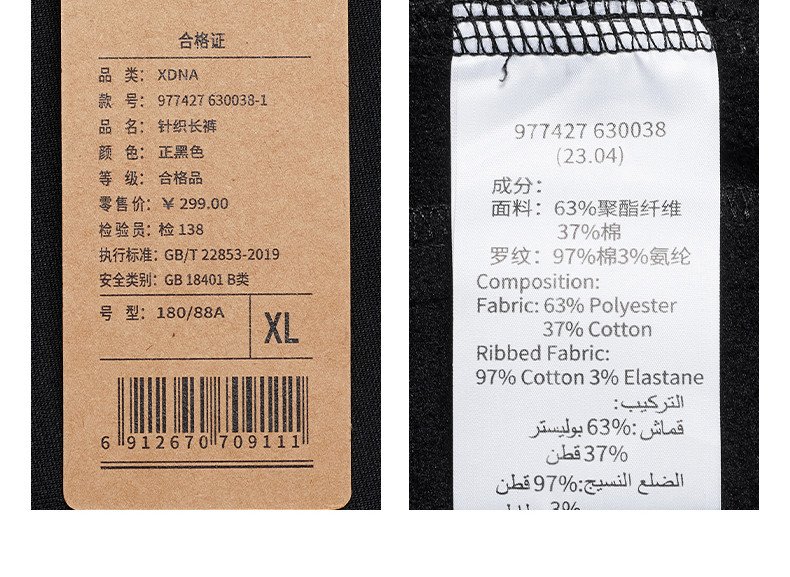 合格证
品 类: XDNA
款 号: 977427 630038-1
品 名: 针织长裤
颜 色: 正黑色
等 级: 合格品
零售价: ￥299.00
检验员: 检 138
执行标准: GB/T 22853-2019
安全类别: GB 18401 B类
号 型: 180/88A
XL
6 912670 709111
977427 630038
(23.04)
成分:
面料: 63%聚酯纤维
37%棉
罗纹: 97%棉3%氨纶
Composition:
Fabric: 63% Polyester
37% Cotton
Ribbed Fabric:
97% Cotton 3% Elastane
التركيب:
قماش:63% بوليستر
37% قطن
الضلع النسيج:97% قطن
3%